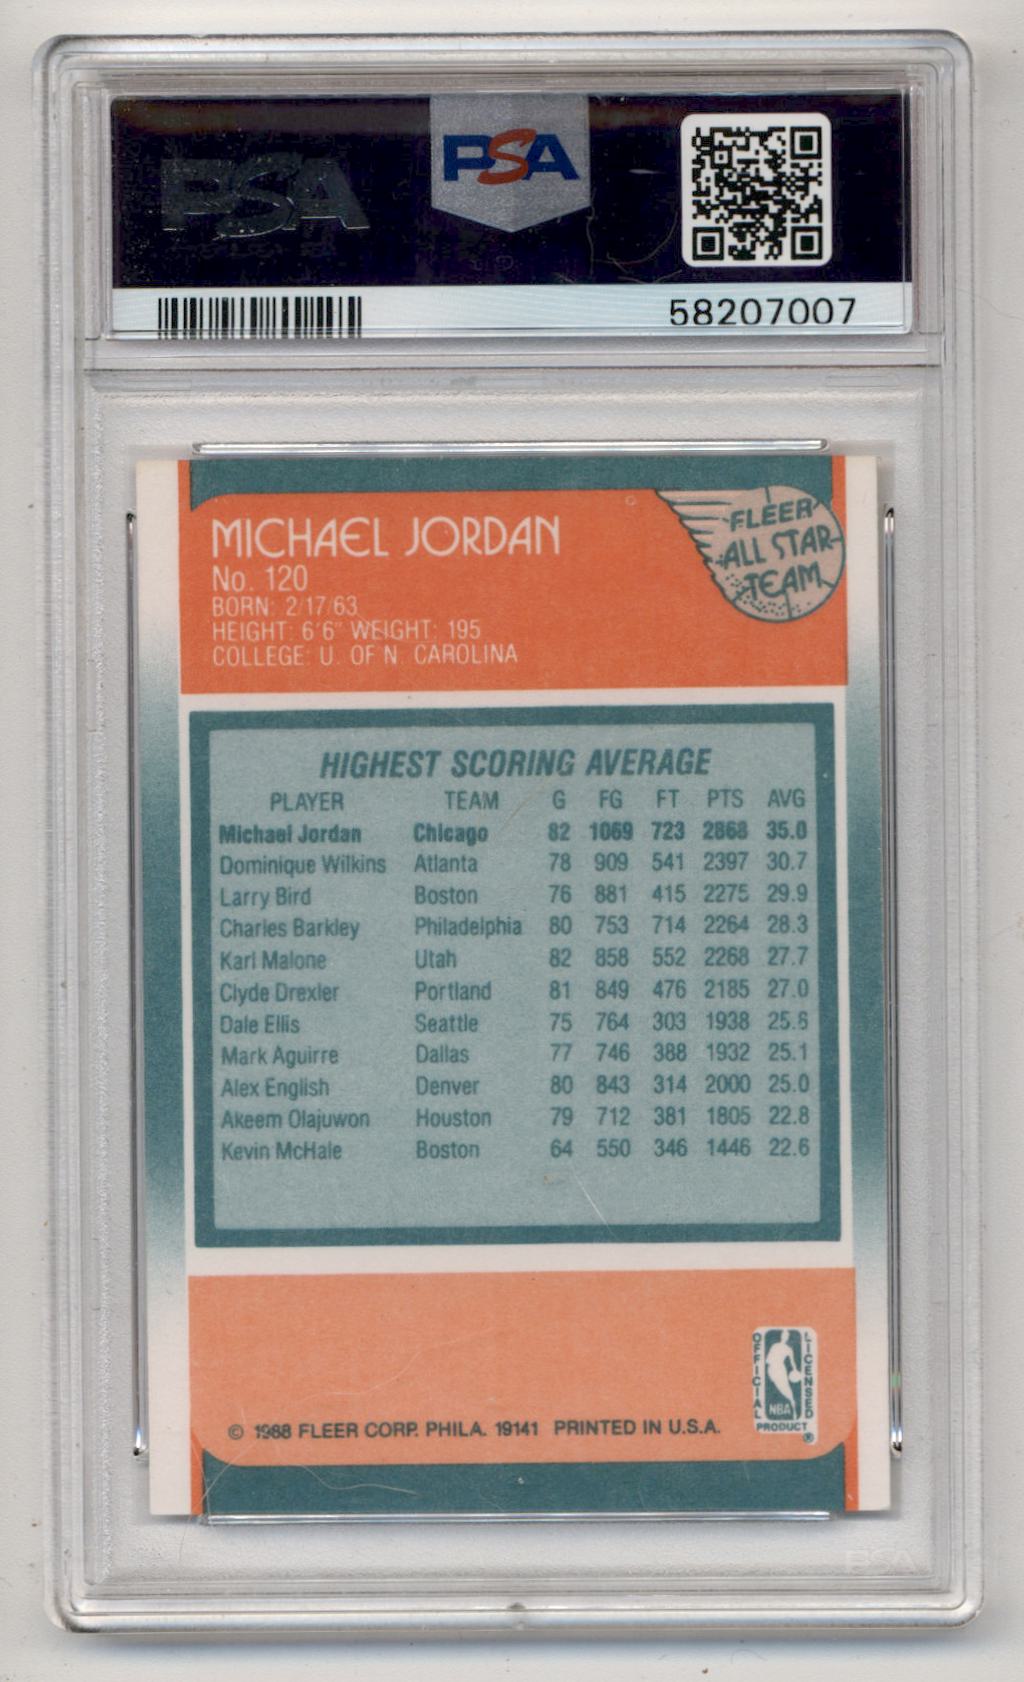 PSA
PSA
58207007
MICHAEL JORDAN
No. 120
BORN: 2/17/63
HEIGHT: 6'6" WEIGHT: 195
COLLEGE: U. OF N. CAROLINA
FLEER
ALL STAR
TEAM
HIGHEST SCORING AVERAGE
PLAYER TEAM G FG FT PTS AVG
Michael Jordan Chicago 82 1069 723 2868 35.0
Dominique Wilkins Atlanta 78 909 541 2397 30.7
Larry Bird Boston 76 881 415 2275 29.9
Charles Barkley Philadelphia 80 753 714 2264 28.3
Karl Malone Utah 82 858 552 2268 27.7
Clyde Drexler Portland 81 849 476 2185 27.0
Dale Ellis Seattle 75 764 303 1938 25.8
Mark Aguirre Dallas 77 746 388 1932 25.1
Alex English Denver 80 843 314 2000 25.0
Akeem Olajuwon Houston 79 712 381 1805 22.8
Kevin McHale Boston 64 550 346 1446 22.6
OFFICIAL LICENSED
NBA
PRODUCT
®
© 1988 FLEER CORP. PHILA. 19141 PRINTED IN U.S.A.
PSA